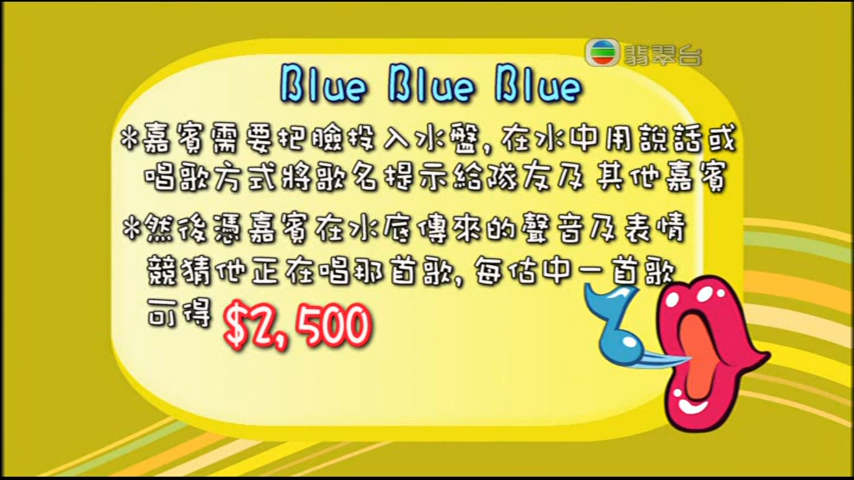 翡翠台
Blue Blue Blue
*嘉賓需要把臉投入水盤,在水中用說話或
唱歌方式將歌名提示給隊友及 其他嘉賓
*然後憑嘉賓在水底傳來的聲音及表情
競猜他正在唱那首歌,每估中一首歌
可得 $2,500